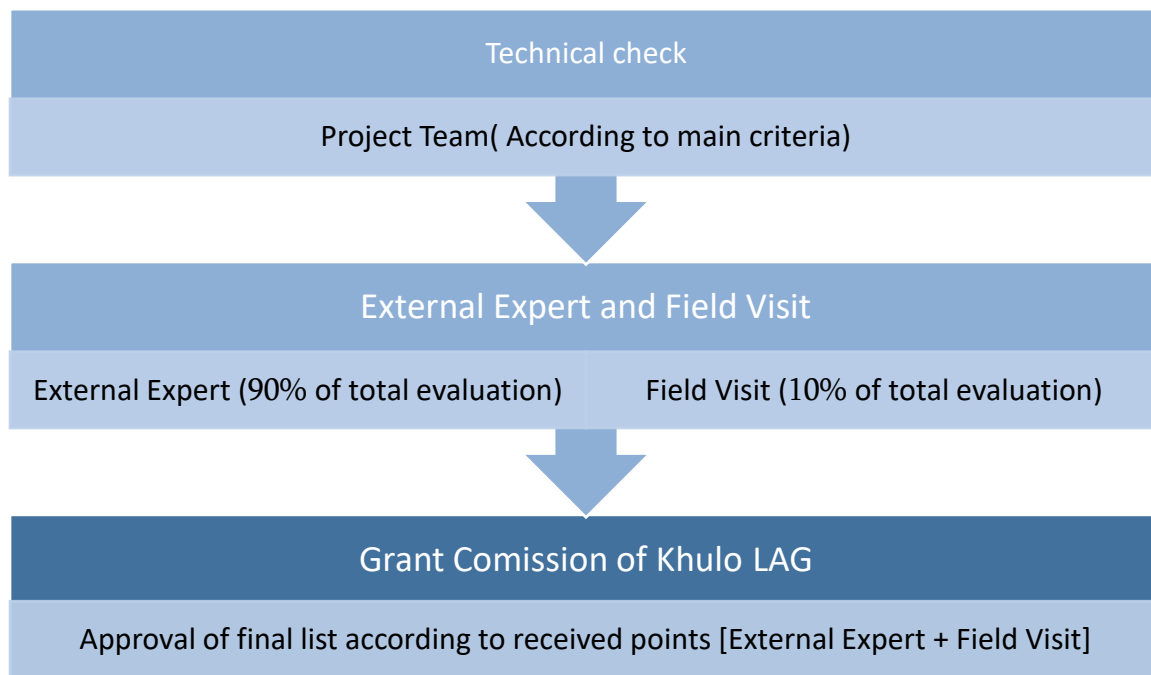 Technical check
Project Team( According to main criteria)
External Expert and Field Visit
External Expert (90% of total evaluation)
Field Visit (10% of total evaluation)
Grant Comission of Khulo LAG
Approval of final list according to received points [External Expert + Field Visit]